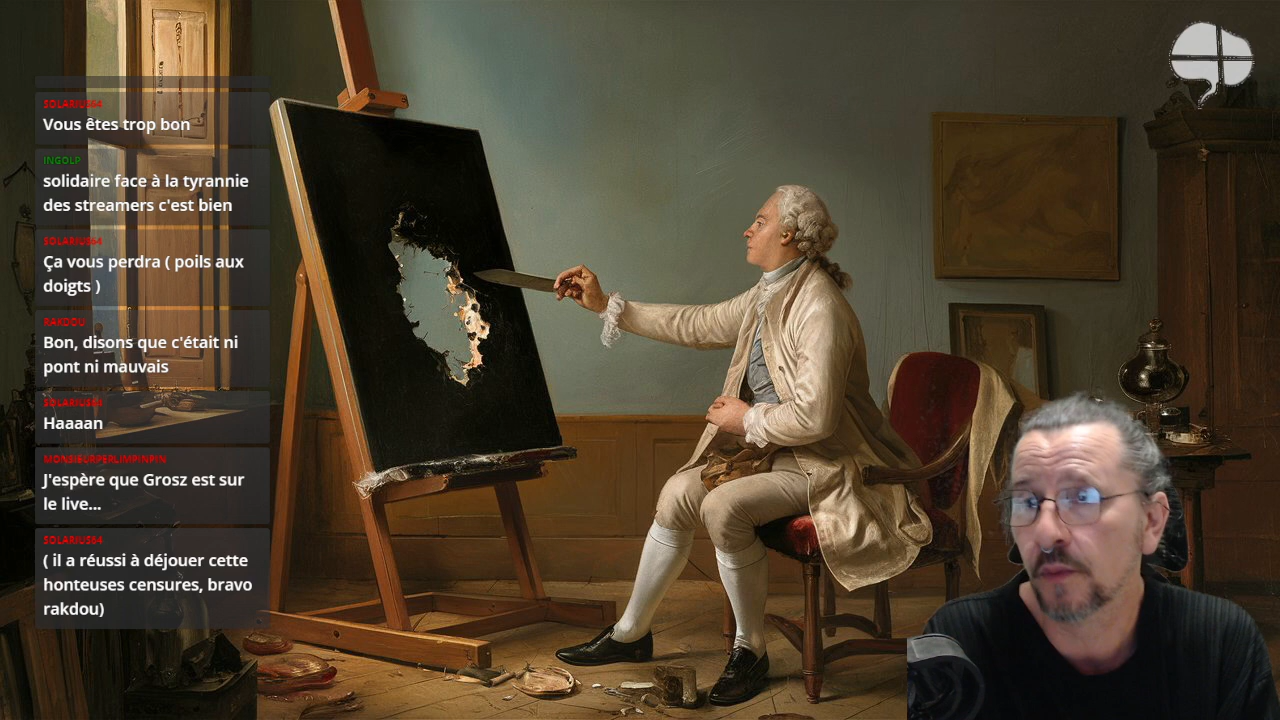 SOLARIUS64
Vous êtes trop bon
INGOLP
solidaire face à la tyrannie
des streamers c'est bien
SOLARIUS64
Ça vous perdra ( poils aux
doigts )
RAKDOU
Bon, disons que c'était ni
pont ni mauvais
SOLARIUS64
Haaaan
MONSIEURPERLIMPINPIN
J'espère que Grosz est sur
le live...
SOLARIUS64
( il a réussi à déjouer cette
honteuses censures, bravo
rakdou)